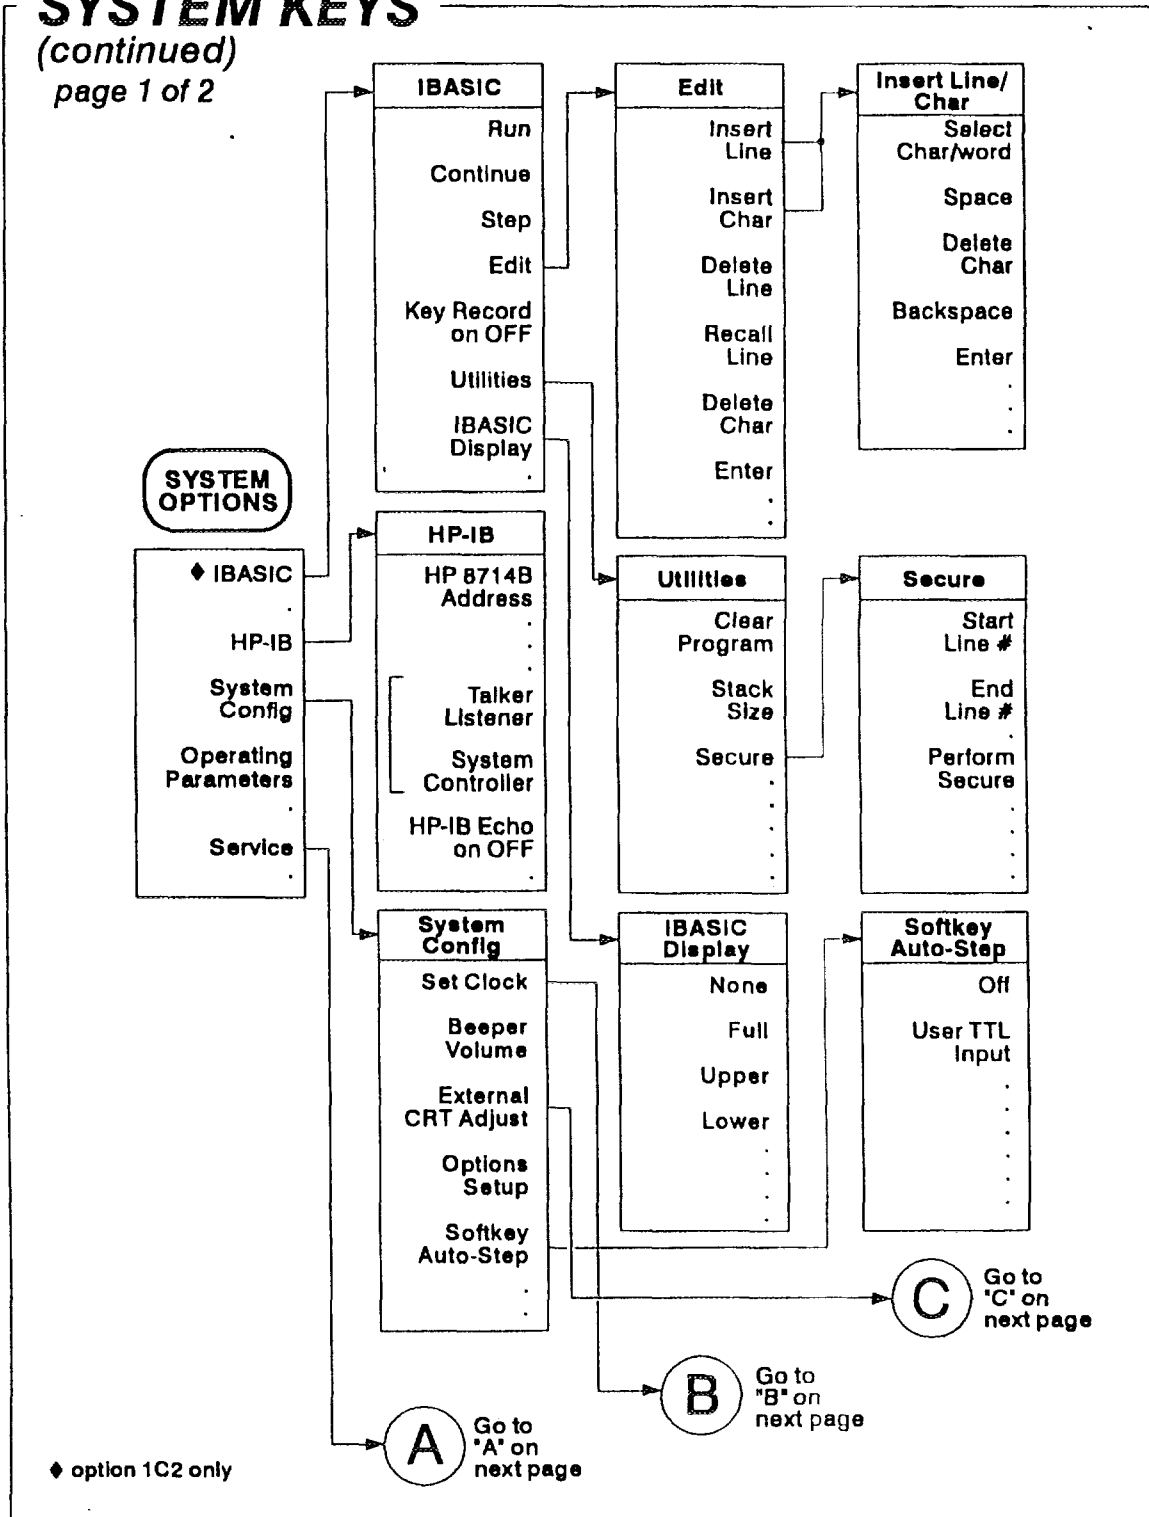 SYSTEM KEYS
(continued)
page 1 of 2
SYSTEM
OPTIONS
♦ IBASIC
HP-IB
System
Config
Operating
Parameters
Service
IBASIC
Run
Continue
Step
Edit
Key Record
on OFF
Utilities
IBASIC
Display
HP-IB
HP 8714B
Address
Talker
Listener
System
Controller
HP-IB Echo
on OFF
System
Config
Set Clock
Beeper
Volume
External
CRT Adjust
Options
Setup
Softkey
Auto-Step
Edit
Insert
Line
Insert
Char
Delete
Line
Recall
Line
Delete
Char
Enter
Utilities
Clear
Program
Stack
Size
Secure
IBASIC
Display
None
Full
Upper
Lower
Insert Line/
Char
Select
Char/word
Space
Delete
Char
Backspace
Enter
Secure
Start
Line #
End
Line #
Perform
Secure
Softkey
Auto-Step
Off
User TTL
Input
C
Go to
"C" on
next page
B
Go to
"B" on
next page
A
Go to
"A" on
next page
♦ option 1C2 only